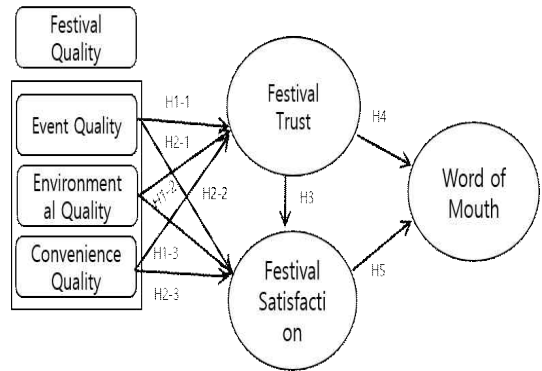 Festival
Quality
Event Quality
Environment
al Quality
Convenience
Quality
H1-1
H2-1
H1-2
H2-2
H1-3
H2-3
Festival
Trust
H3
Festival
Satisfacti
on
H4
H5
Word of
Mouth